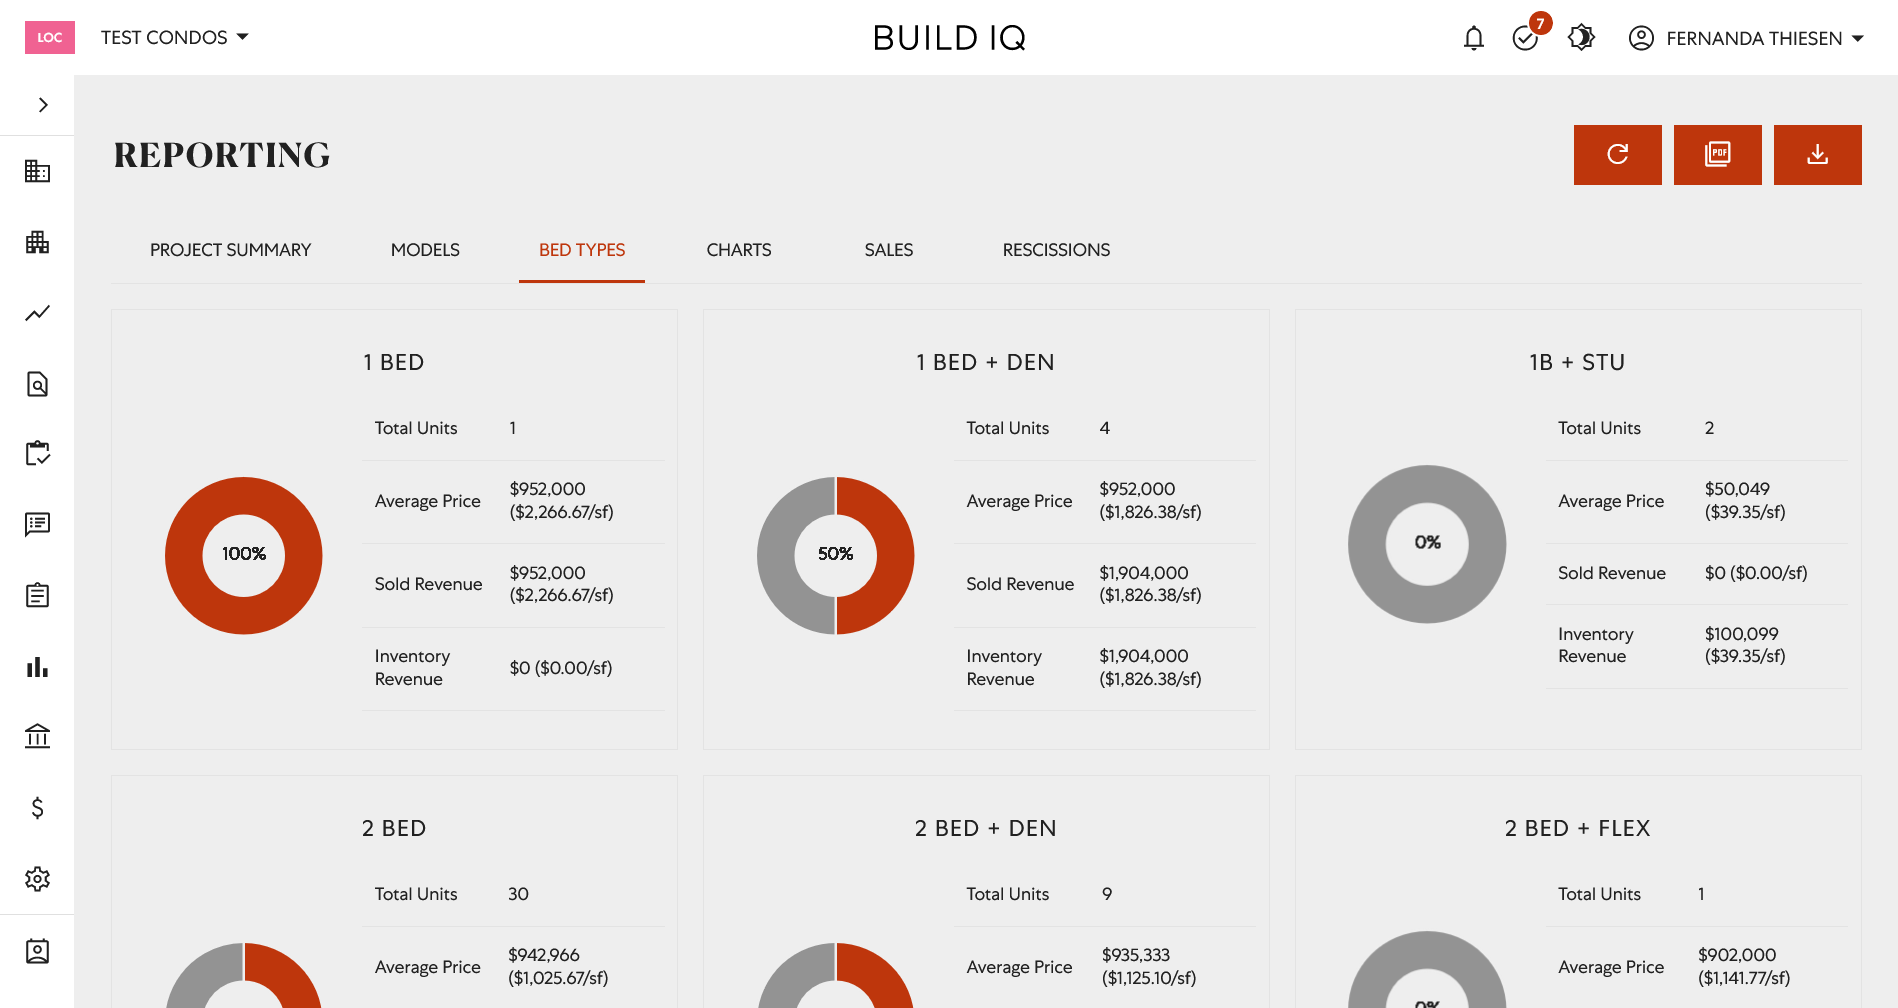 LOC
TEST CONDOS
BUILD IQ
7
FERNANDA THIESEN
REPORTING
PDF
PROJECT SUMMARY
MODELS
BED TYPES
CHARTS
SALES
RESCISSIONS
1 BED
100%
Total Units 1
Average Price $952,000
($2,266.67/sf)
Sold Revenue $952,000
($2,266.67/sf)
Inventory
Revenue $0 ($0.00/sf)
1 BED + DEN
50%
Total Units 4
Average Price $952,000
($1,826.38/sf)
Sold Revenue $1,904,000
($1,826.38/sf)
Inventory
Revenue $1,904,000
($1,826.38/sf)
1B + STU
0%
Total Units 2
Average Price $50,049
($39.35/sf)
Sold Revenue $0 ($0.00/sf)
Inventory
Revenue $100,099
($39.35/sf)
2 BED
Total Units 30
Average Price $942,966
($1,025.67/sf)
2 BED + DEN
Total Units 9
Average Price $935,333
($1,125.10/sf)
2 BED + FLEX
Total Units 1
Average Price $902,000
($1,141.77/sf)
0%